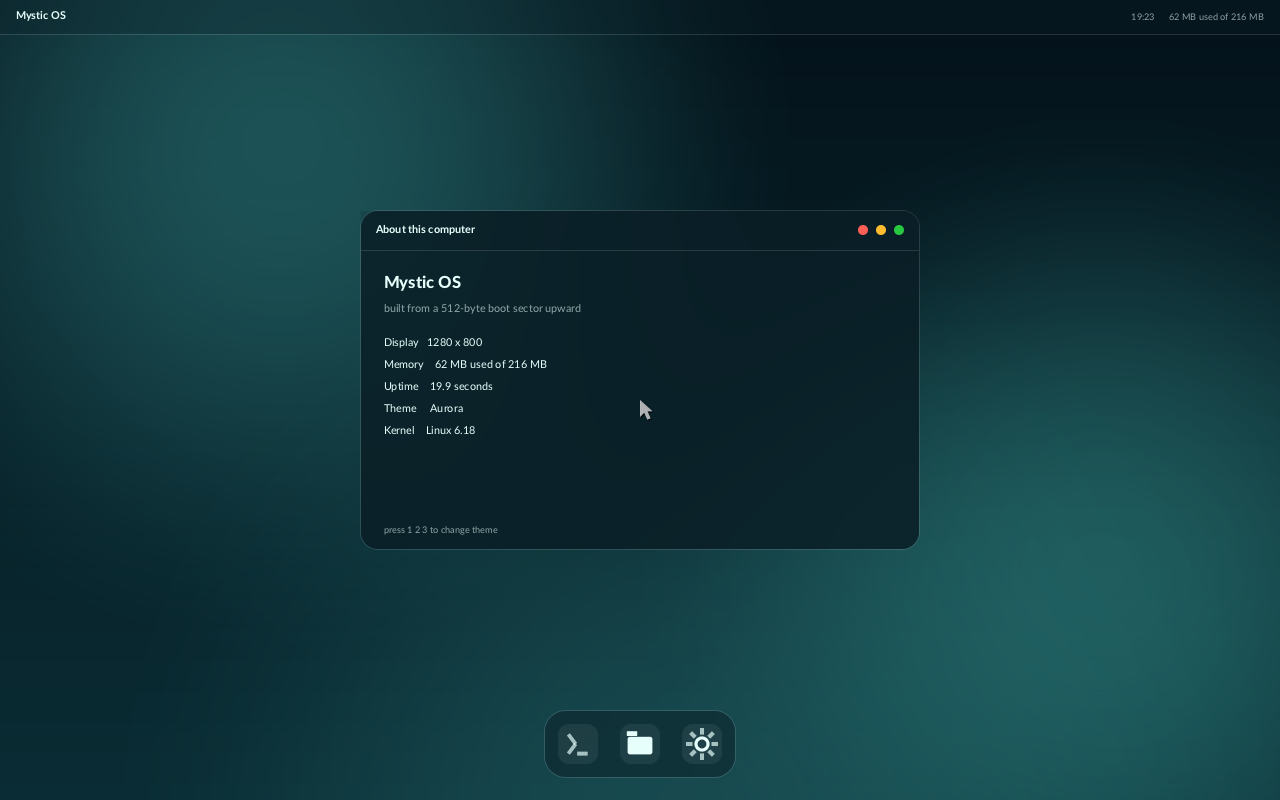 Mystic OS
19:23 62 MB used of 216 MB
About this computer
Mystic OS
built from a 512-byte boot sector upward
Display 1280 x 800
Memory 62 MB used of 216 MB
Uptime 19.9 seconds
Theme Aurora
Kernel Linux 6.18
press 1 2 3 to change theme